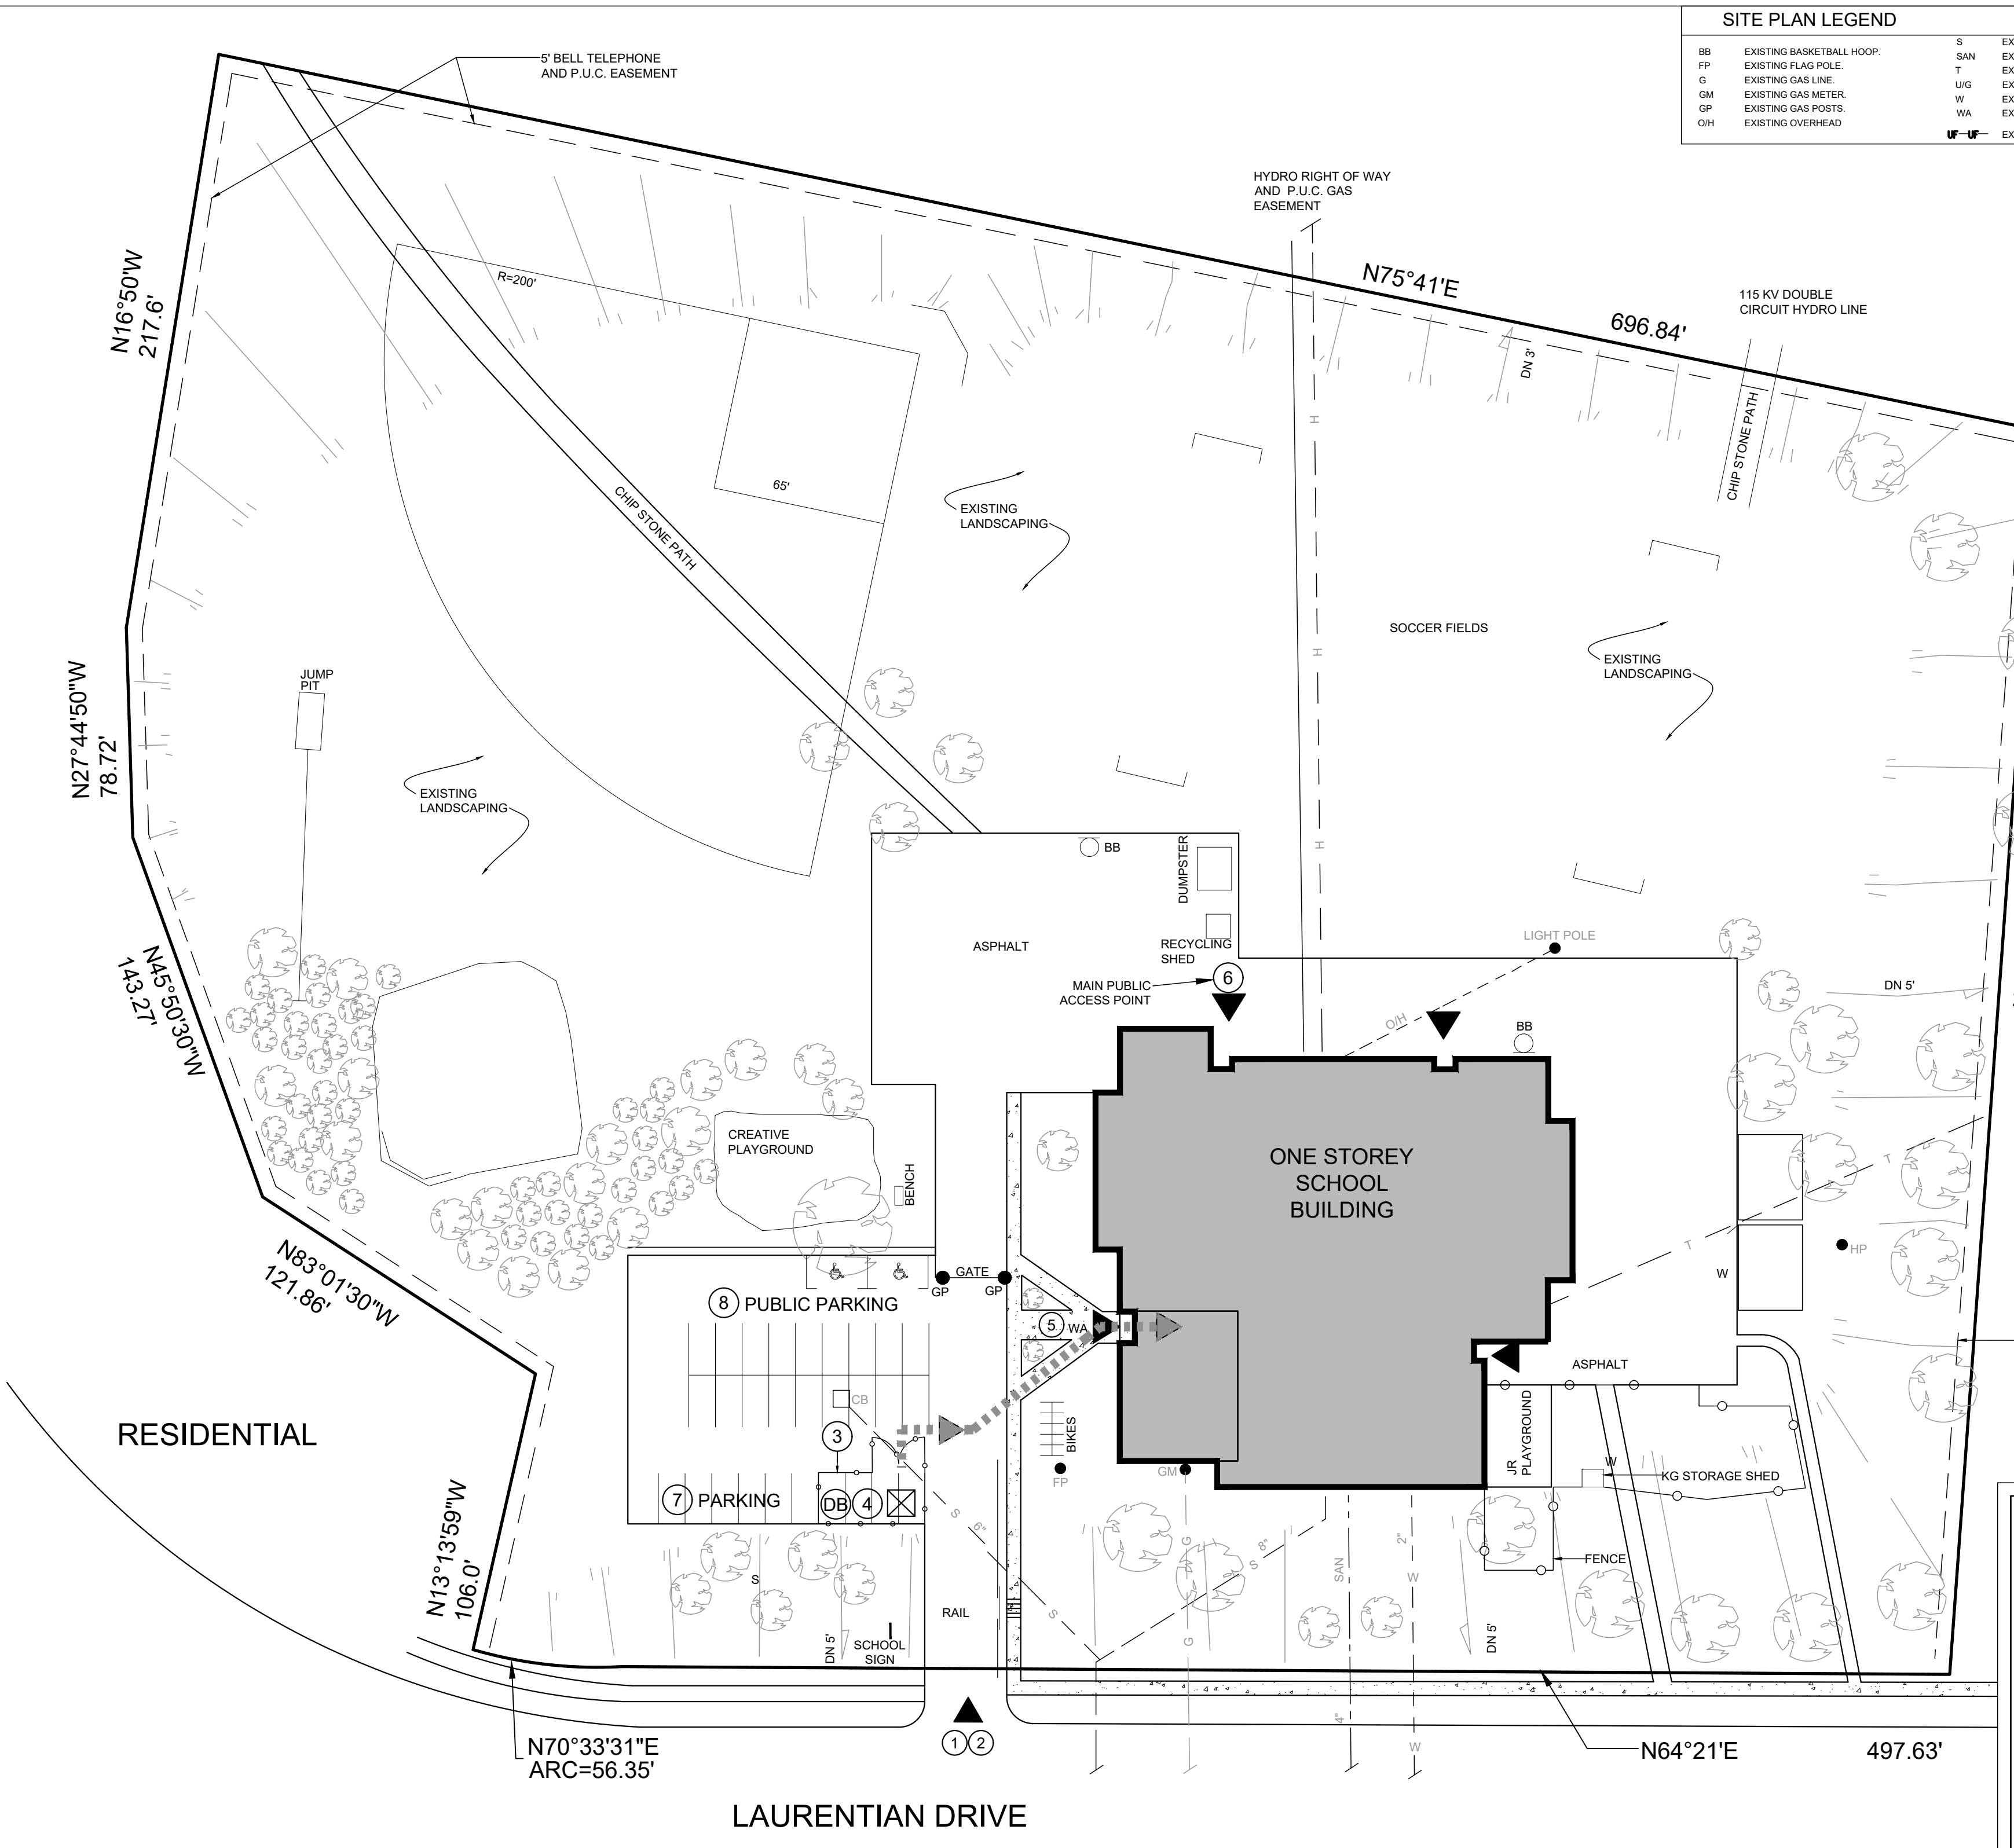 SITE PLAN LEGEND
BB EXISTING BASKETBALL HOOP.
FP EXISTING FLAG POLE.
G EXISTING GAS LINE.
GM EXISTING GAS METER.
GP EXISTING GAS POSTS.
O/H EXISTING OVERHEAD
S
SAN
T
U/G
W
WA
UF UF
5' BELL TELEPHONE
AND P.U.C. EASEMENT
HYDRO RIGHT OF WAY
AND P.U.C. GAS
EASEMENT
N75°41'E
696.84'
115 KV DOUBLE
CIRCUIT HYDRO LINE
N16°50'W
217.6'
R=200'
DN 3'
CHIP STONE PATH
H
65'
CHIP STONE PATH
EXISTING
LANDSCAPING
SOCCER FIELDS
H
EXISTING
LANDSCAPING
N27°44'50"W
78.72'
JUMP
PIT
EXISTING
LANDSCAPING
H
BB
DUMPSTER
ASPHALT
RECYCLING
SHED
LIGHT POLE
N45°50'30"W
143.27'
MAIN PUBLIC
ACCESS POINT
6
DN 5'
O/H
BB
CREATIVE
PLAYGROUND
BENCH
ONE STOREY
SCHOOL
BUILDING
T
T
HP
W
N83°01'30"W
121.86'
GATE
GP
GP
8 PUBLIC PARKING
5 WA
CB
ASPHALT
RESIDENTIAL
3
BIKES
JR
PLAYGROUND
FP
GM
W
KG STORAGE SHED
7 PARKING
DB 4
N13°13'59"W
106.0'
S 6"
G
G
S 8"
SAN
2"
W
FENCE
S
RAIL
S
DN 5'
SCHOOL
SIGN
G
DN 5'
1 2
4"
W
N70°33'31"E
ARC=56.35'
N64°21'E 497.63'
LAURENTIAN DRIVE